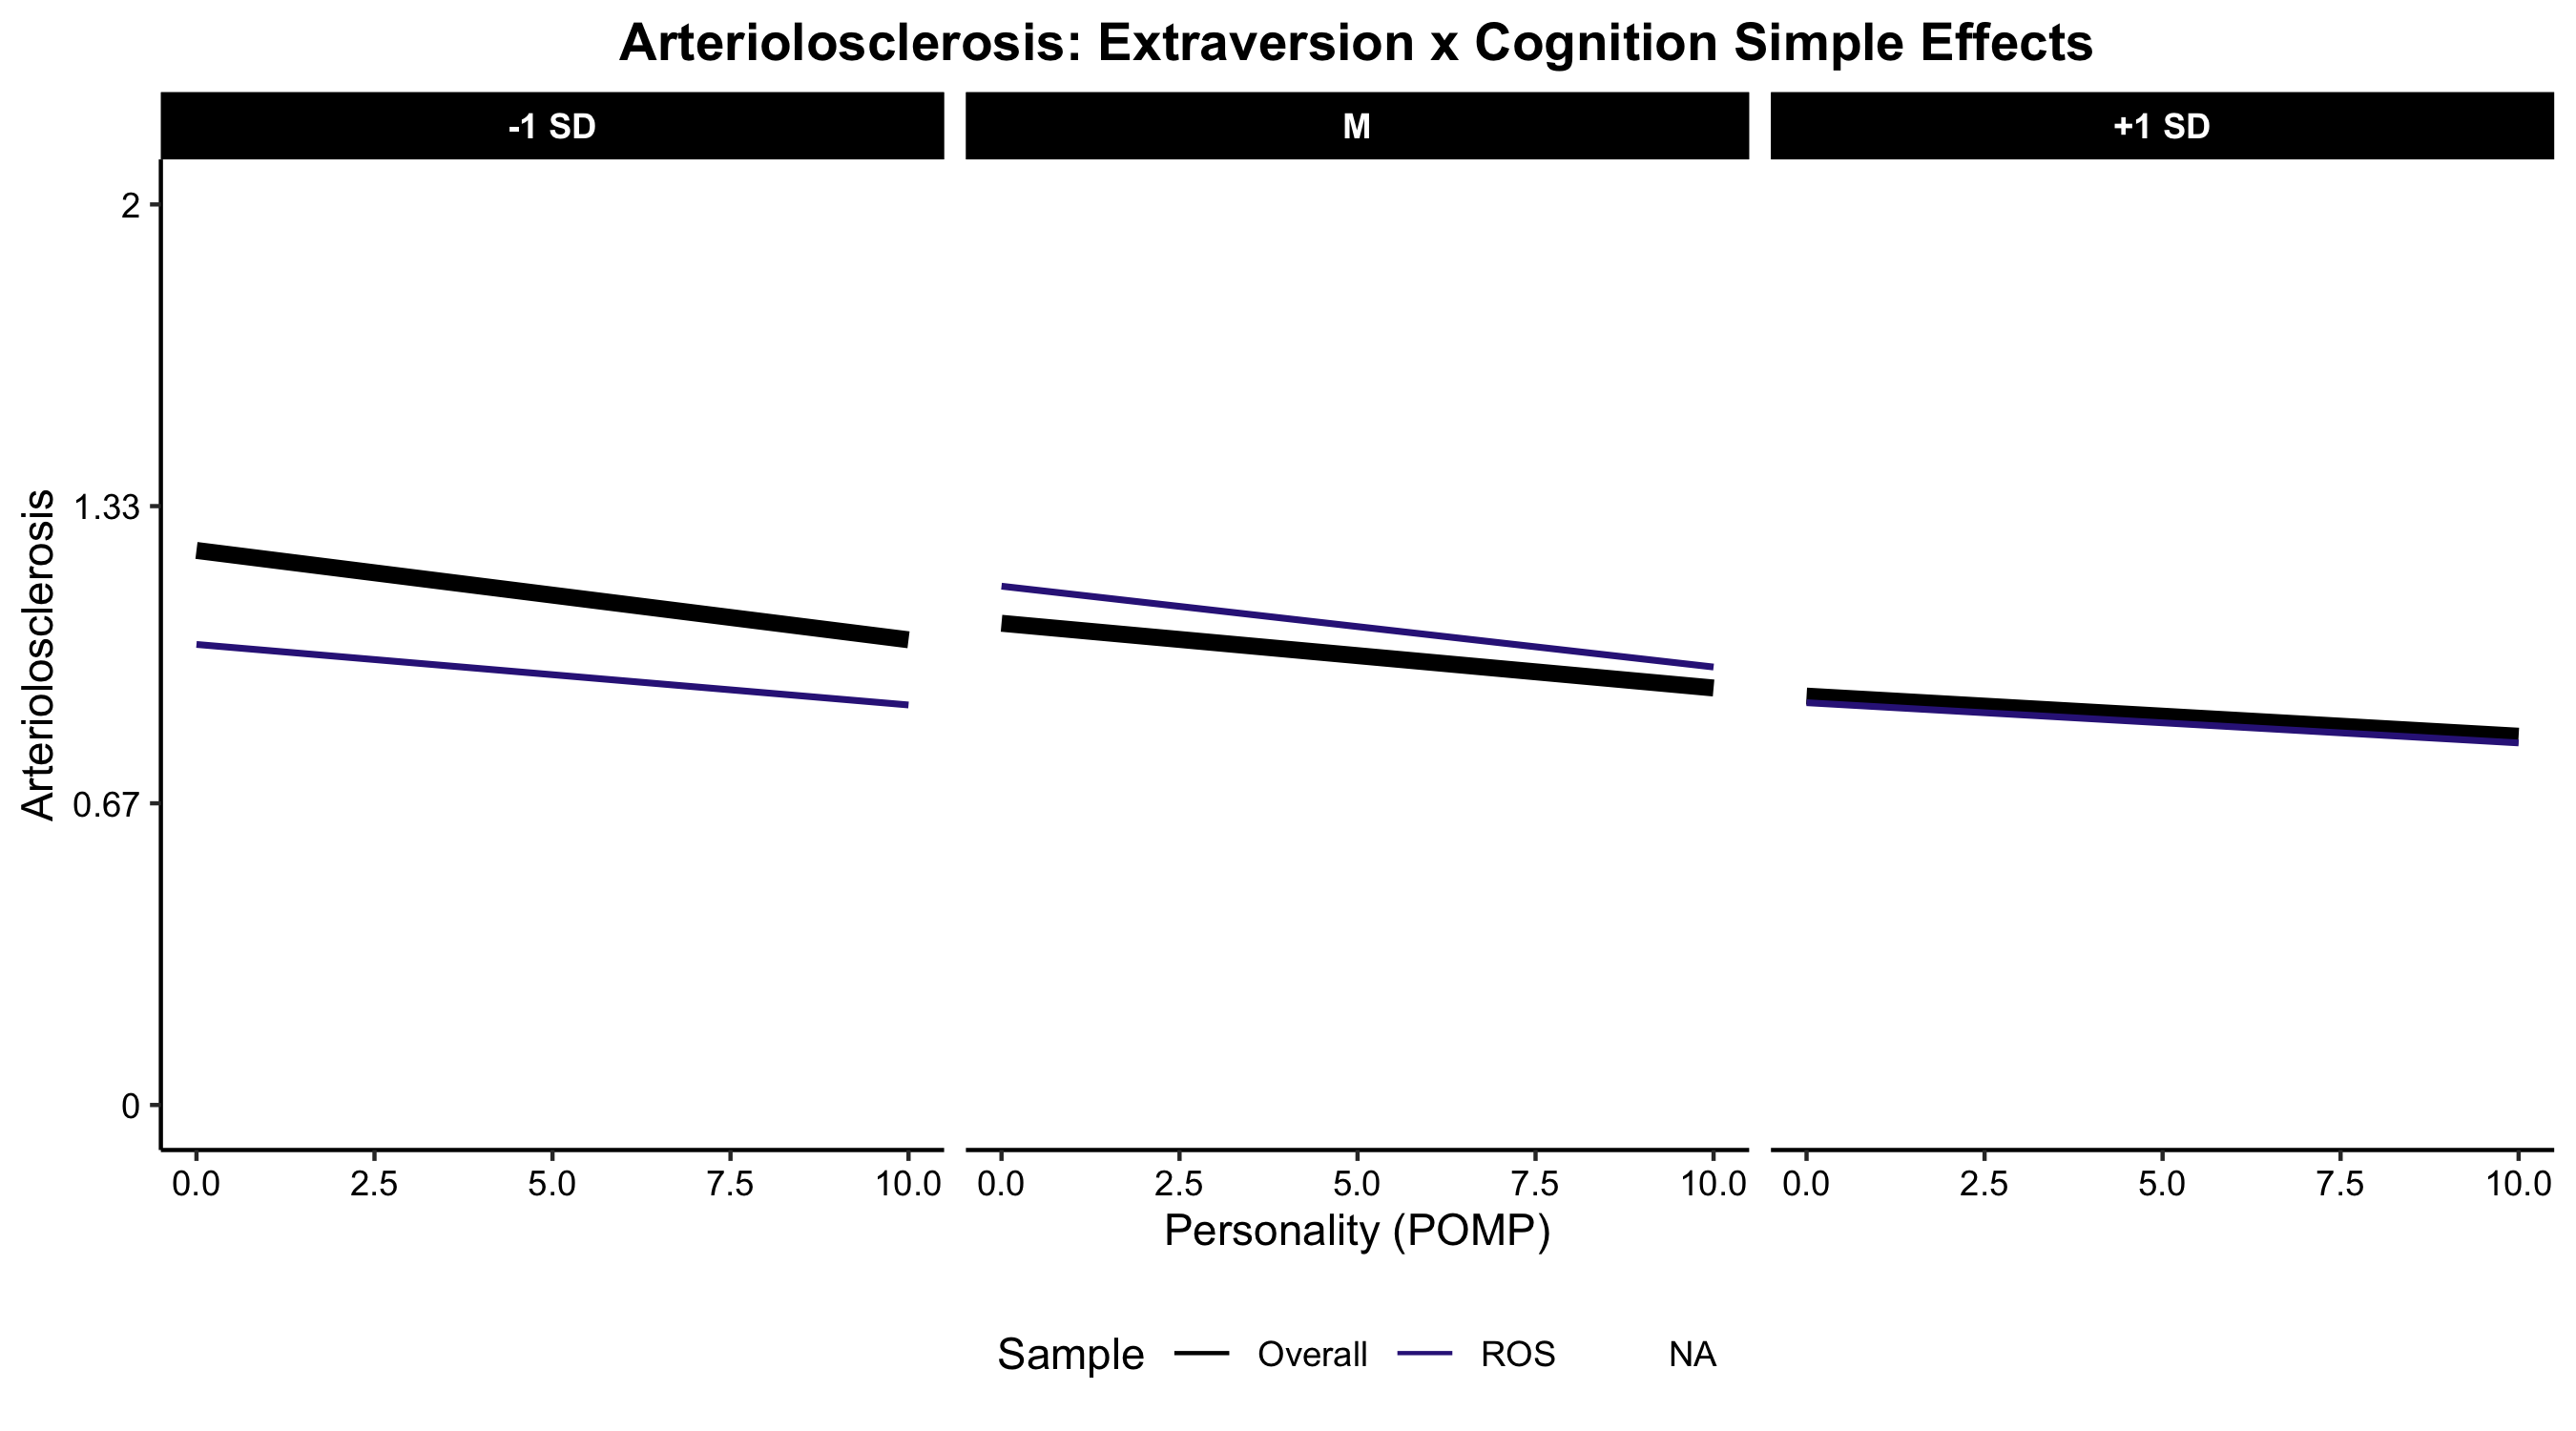 Arteriolosclerosis: Extraversion x Cognition Simple Effects
-1 SD M +1 SD
2
1.33
0.67
0
Arteriolosclerosis
0.0 2.5 5.0 7.5 10.0 0.0 2.5 5.0 7.5 10.0 0.0 2.5 5.0 7.5 10.0
Personality (POMP)
Sample Overall ROS NA